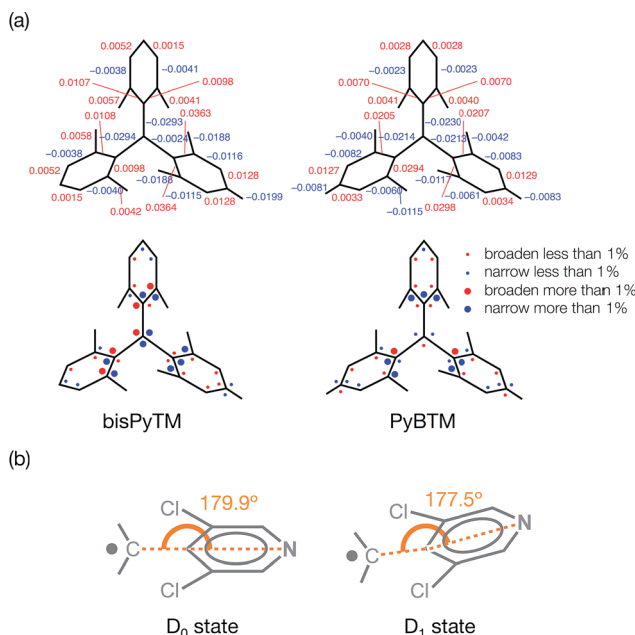 (a)
0.0052 0.0015 0.0028 0.0028
−0.0038 −0.0041 −0.0023 −0.0023
0.0107 0.0098 0.0070 0.0070
0.0057 0.0041 0.0041 0.0040
0.0108 0.0363 0.0205 0.0207
0.0058 −0.0294 −0.0293 −0.0024 −0.0188 −0.0040 −0.0214 −0.0230 −0.0213 −0.0042
−0.0038 −0.0116 −0.0082 −0.0083
0.0052 0.0098 −0.0188 0.0128 0.0127 0.0294 −0.0117 0.0129
0.0015 −0.0115 0.0128 −0.0199 −0.0081 0.0033 −0.0061 0.0034 −0.0083
0.0042 0.0364 −0.0115 0.0298
broaden less than 1%
narrow less than 1%
broaden more than 1%
narrow more than 1%
bisPyTM PyBTM
(b)
179.9º 177.5º
Cl Cl
C N C N
Cl Cl
D₀ state D₁ state